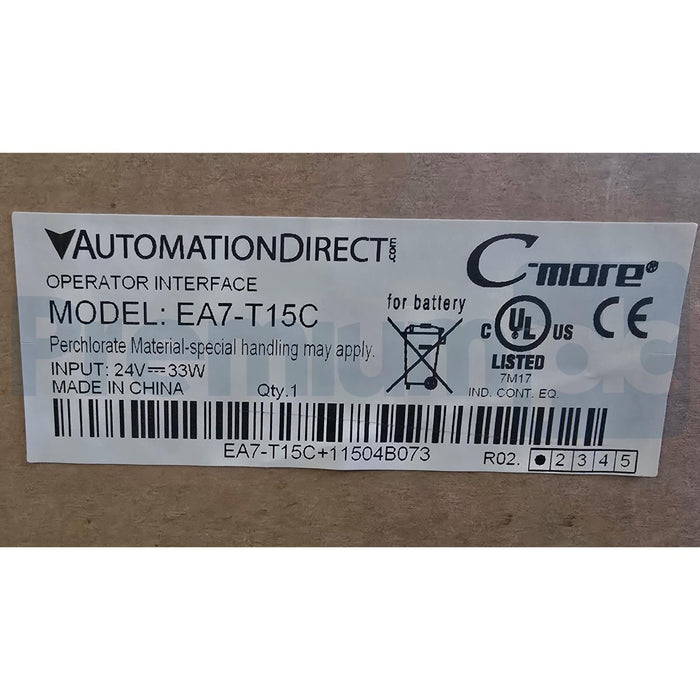 AUTOMATIONDIRECT.com
C-more®
OPERATOR INTERFACE
MODEL: EA7-T15C
for battery
C UL US CE
Perchlorate Material-special handling may apply.
LISTED
INPUT: 24V⎓33W
7M17
MADE IN CHINA Qty.1
IND. CONT. EQ.
EA7-T15C+11504B073
R02. ● 2 3 4 5